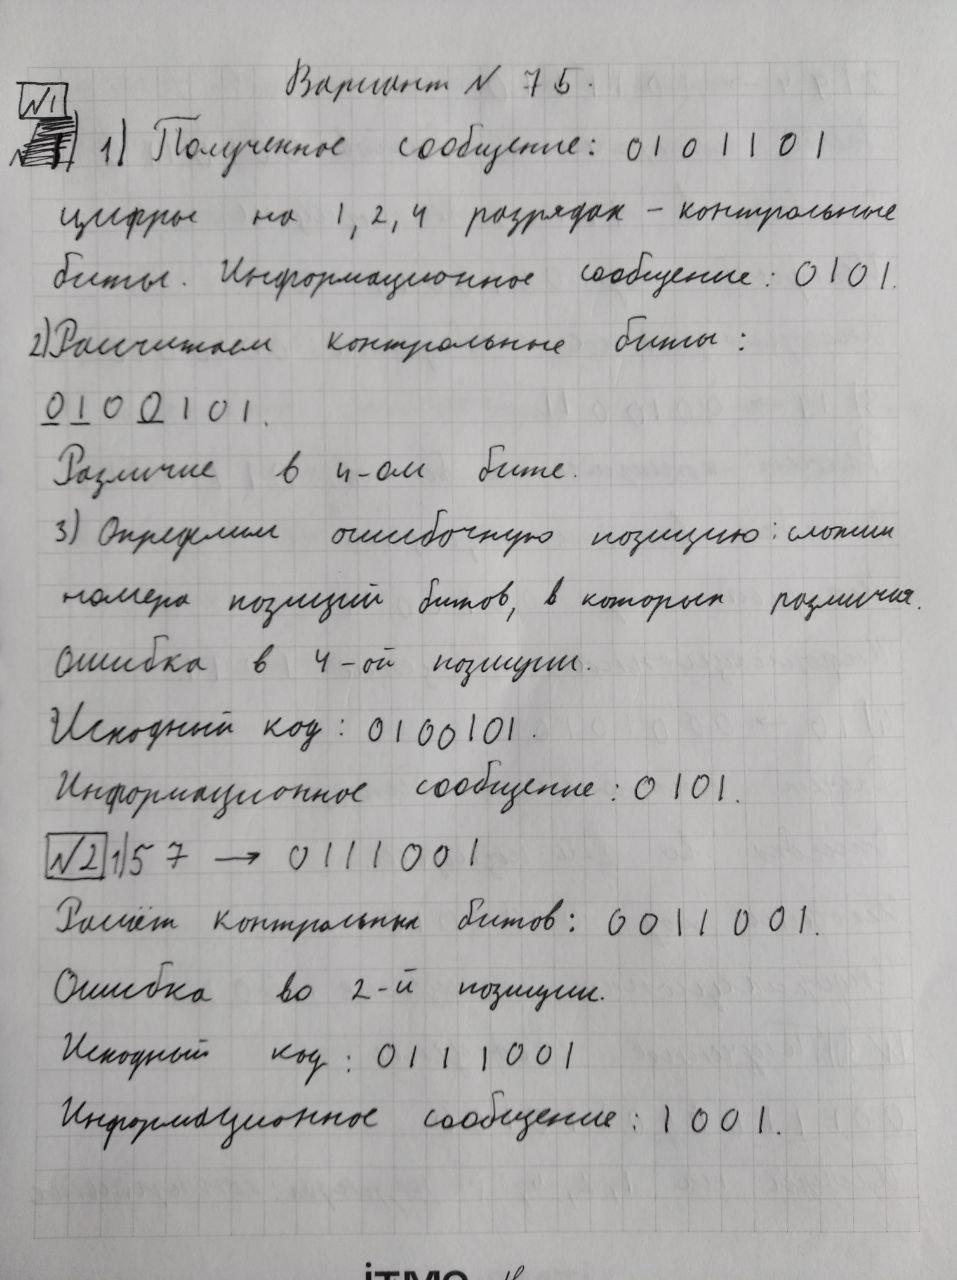 Вариант N 75.
N1
1) Полученное сообщение: 0101101
цифры на 1, 2, 4 разрядах - контрольные
биты. Информационное сообщение: 0101.
2) Рассчитаем контрольные биты:
0100101.
Различие в 4-ом бите.
3) Определим ошибочную позицию: сложим
номера позиций битов, в которых различия.
Ошибка в 4-ой позиции.
Исходный код: 0100101.
Информационное сообщение: 0101.
N2 1) 57 → 0111001
Расчёт контрольных битов: 0011001.
Ошибка во 2-й позиции.
Исходный код: 0111001
Информационное сообщение: 1001.
iTMO